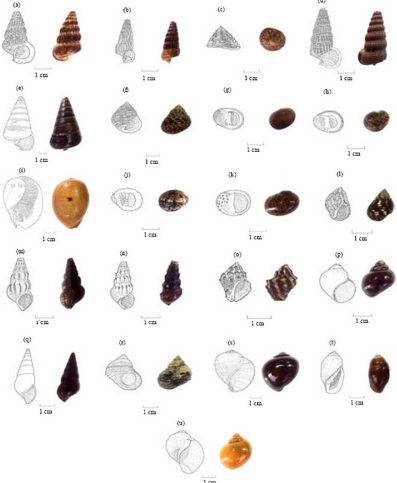 (a) (b) (c) (d)
1 cm 1 cm 1 cm 1 cm
(e) (f) (g) (h)
1 cm 1 cm 1 cm 1 cm
(i) (j) (k) (l)
1 cm 1 cm 1 cm 1 cm
(m) (n) (o) (p)
1 cm 1 cm 1 cm 1 cm
(q) (r) (s) (t)
1 cm 1 cm 1 cm 1 cm
(u)
1 cm